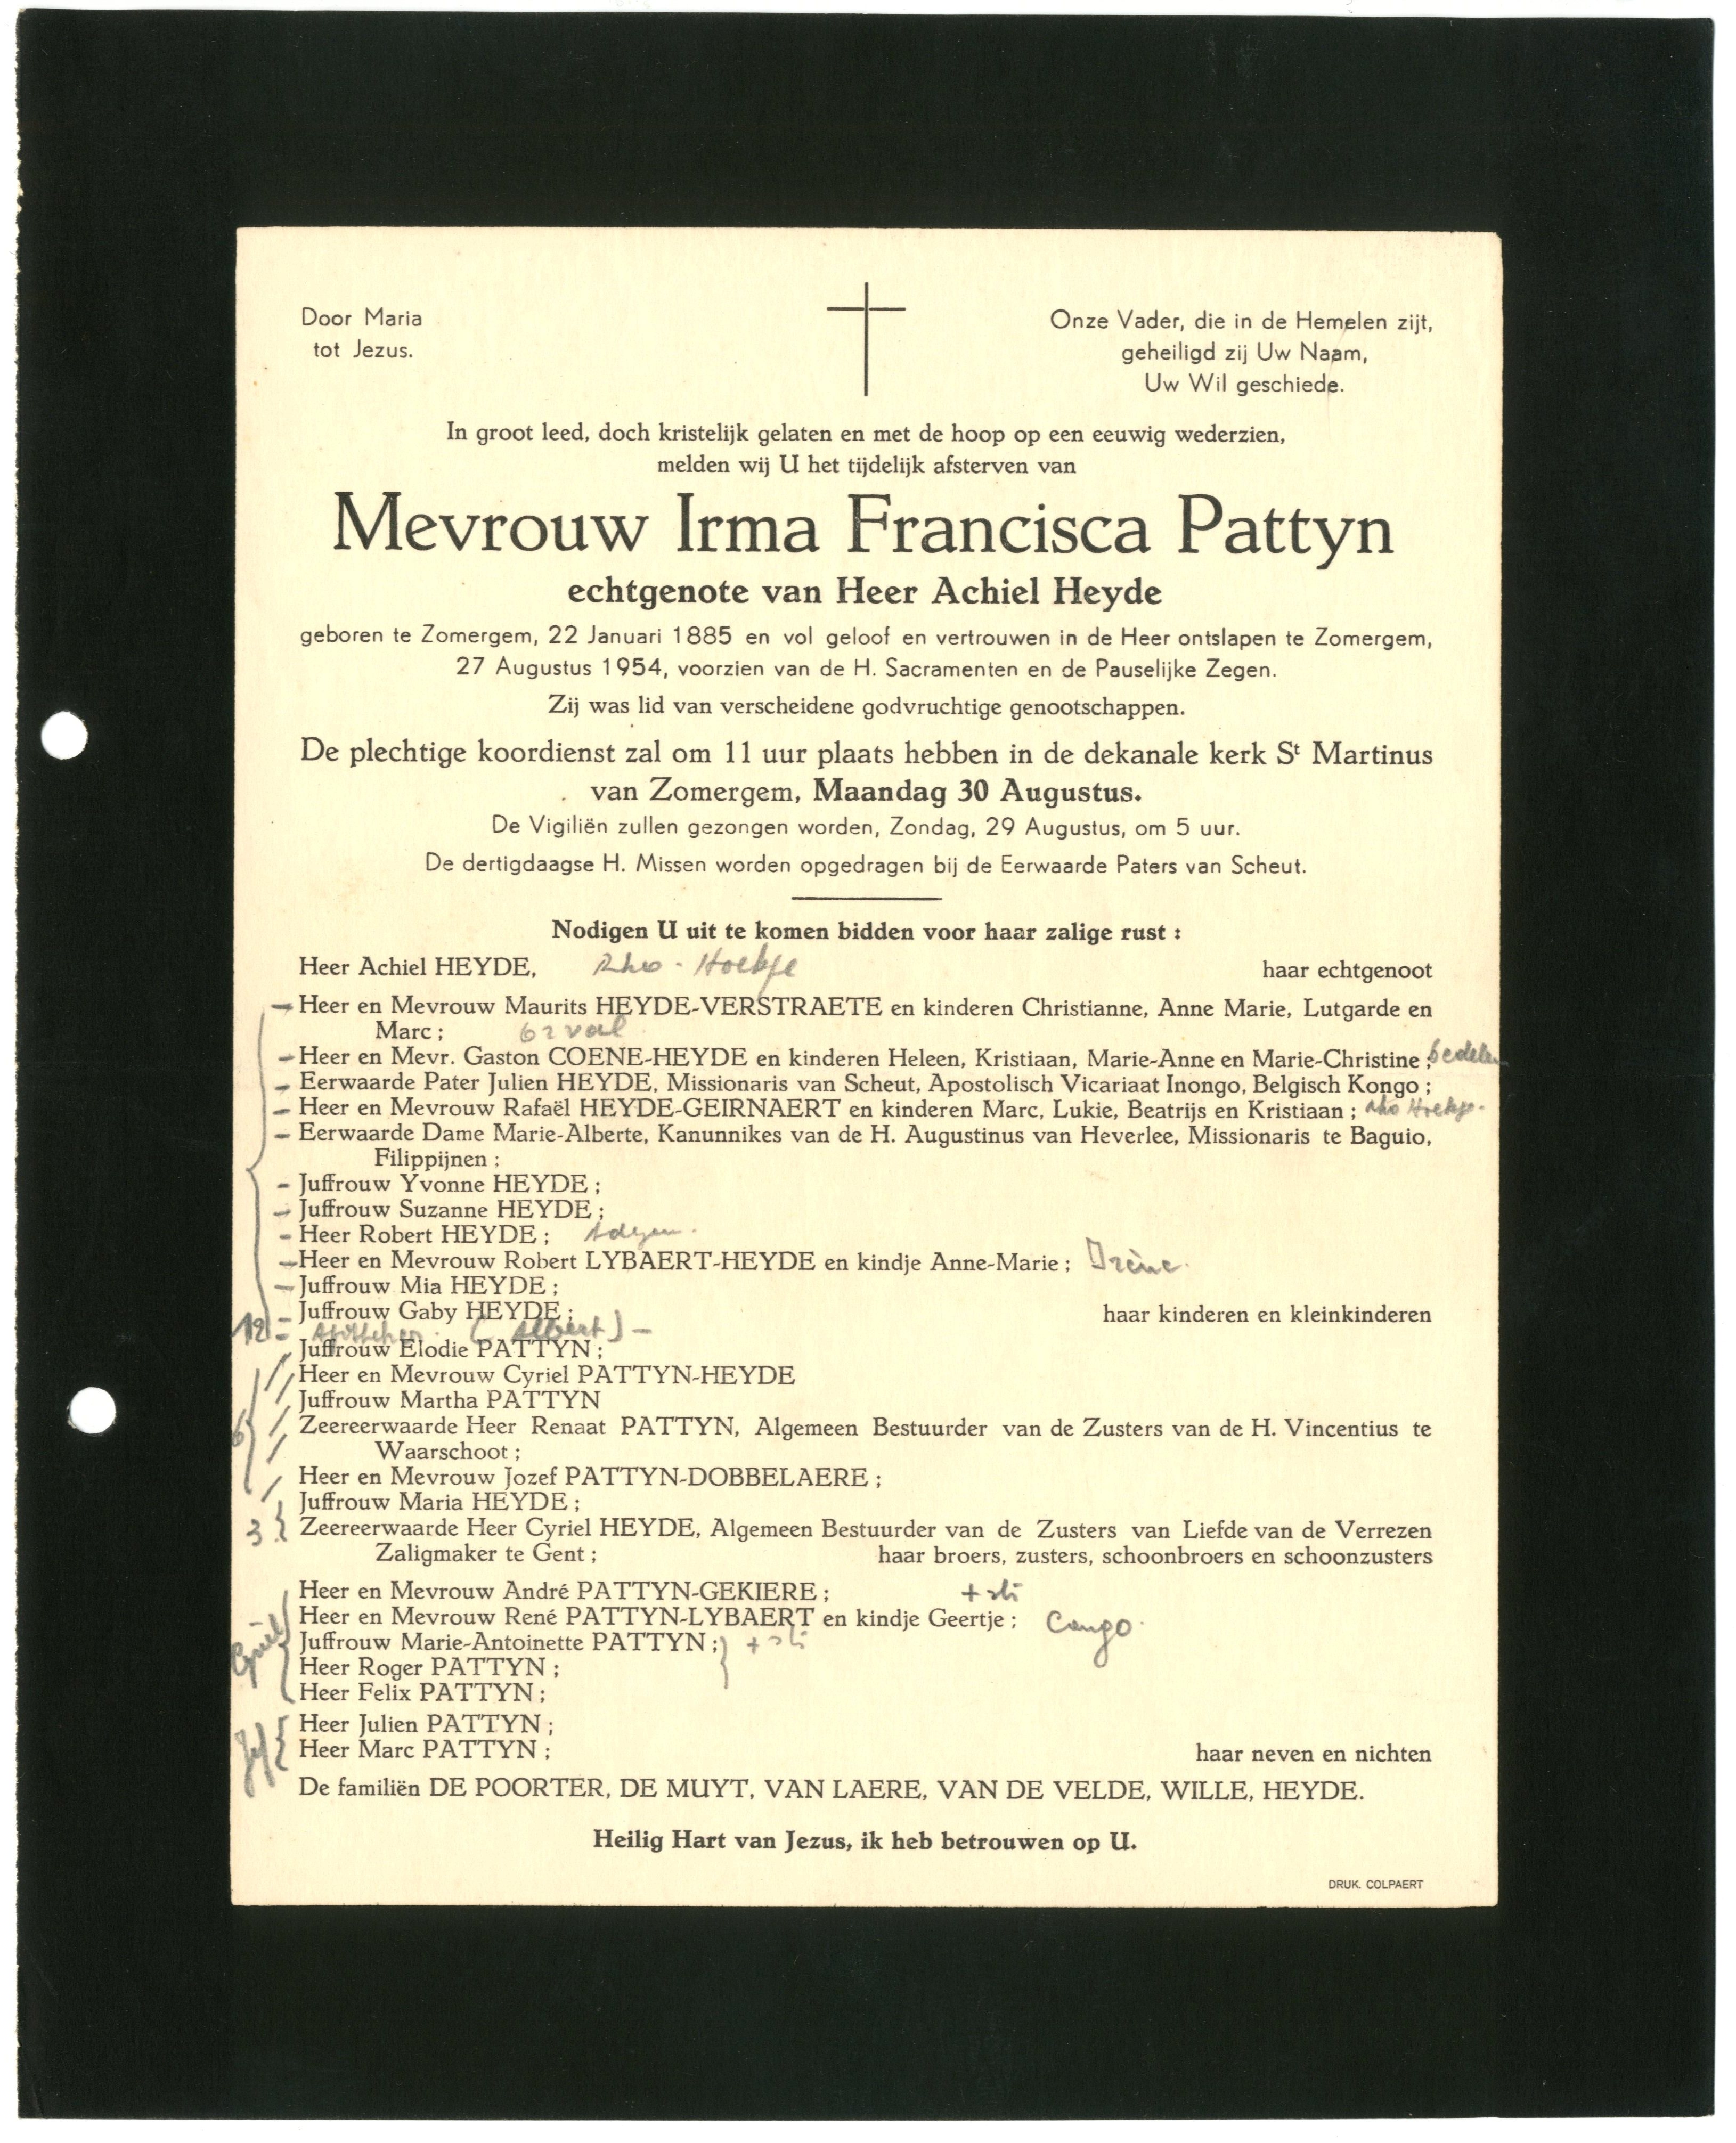 Door Maria
tot Jezus.
Onze Vader, die in de Hemelen zijt,
geheiligd zij Uw Naam,
Uw Wil geschiede.
In groot leed, doch kristelijk gelaten en met de hoop op een eeuwig wederzien,
melden wij U het tijdelijk afsterven van
Mevrouw Irma Francisca Pattyn
echtgenote van Heer Achiel Heyde
geboren te Zomergem, 22 Januari 1885 en vol geloof en vertrouwen in de Heer ontslapen te Zomergem,
27 Augustus 1954, voorzien van de H. Sacramenten en de Pauselijke Zegen.
Zij was lid van verscheidene godvruchtige genootschappen.
De plechtige koordienst zal om 11 uur plaats hebben in de dekanale kerk St Martinus
van Zomergem, Maandag 30 Augustus.
De Vigiliën zullen gezongen worden, Zondag, 29 Augustus, om 5 uur.
De dertigdaagse H. Missen worden opgedragen bij de Eerwaarde Paters van Scheut.
Nodigen U uit te komen bidden voor haar zalige rust :
Heer Achiel HEYDE, Hoekje haar echtgenoot
- Heer en Mevrouw Maurits HEYDE-VERSTRAETE en kinderen Christianne, Anne Marie, Lutgarde en
Marc ;
- Heer en Mevr. Gaston COENE-HEYDE en kinderen Heleen, Kristiaan, Marie-Anne en Marie-Christine ;
- Eerwaarde Pater Julien HEYDE, Missionaris van Scheut, Apostolisch Vicariaat Inongo, Belgisch Kongo ;
- Heer en Mevrouw Rafaël HEYDE-GEIRNAERT en kinderen Marc, Lukie, Beatrijs en Kristiaan ; Hoekje
- Eerwaarde Dame Marie-Alberte, Kanunnikes van de H. Augustinus van Heverlee, Missionaris te Baguio,
Filippijnen ;
- Juffrouw Yvonne HEYDE ;
- Juffrouw Suzanne HEYDE ;
- Heer Robert HEYDE ;
- Heer en Mevrouw Robert LYBAERT-HEYDE en kindje Anne-Marie ; Irène
- Juffrouw Mia HEYDE ;
- Juffrouw Gaby HEYDE ; haar kinderen en kleinkinderen
12 (Albert) -
Juffrouw Elodie PATTYN ;
Heer en Mevrouw Cyriel PATTYN-HEYDE
Juffrouw Martha PATTYN
6 Zeereerwaarde Heer Renaat PATTYN, Algemeen Bestuurder van de Zusters van de H. Vincentius te
Waarschoot ;
Heer en Mevrouw Jozef PATTYN-DOBBELAERE ;
Juffrouw Maria HEYDE ;
3 Zeereerwaarde Heer Cyriel HEYDE, Algemeen Bestuurder van de Zusters van Liefde van de Verrezen
Zaligmaker te Gent ; haar broers, zusters, schoonbroers en schoonzusters
Heer en Mevrouw André PATTYN-GEKIERE ;
Heer en Mevrouw René PATTYN-LYBAERT en kindje Geertje ; Congo
Juffrouw Marie-Antoinette PATTYN ;
Heer Roger PATTYN ;
Heer Felix PATTYN ;
Heer Julien PATTYN ;
Jef Heer Marc PATTYN ; haar neven en nichten
De familiën DE POORTER, DE MUYT, VAN LAERE, VAN DE VELDE, WILLE, HEYDE.
Heilig Hart van Jezus, ik heb betrouwen op U.
DRUK. COLPAERT